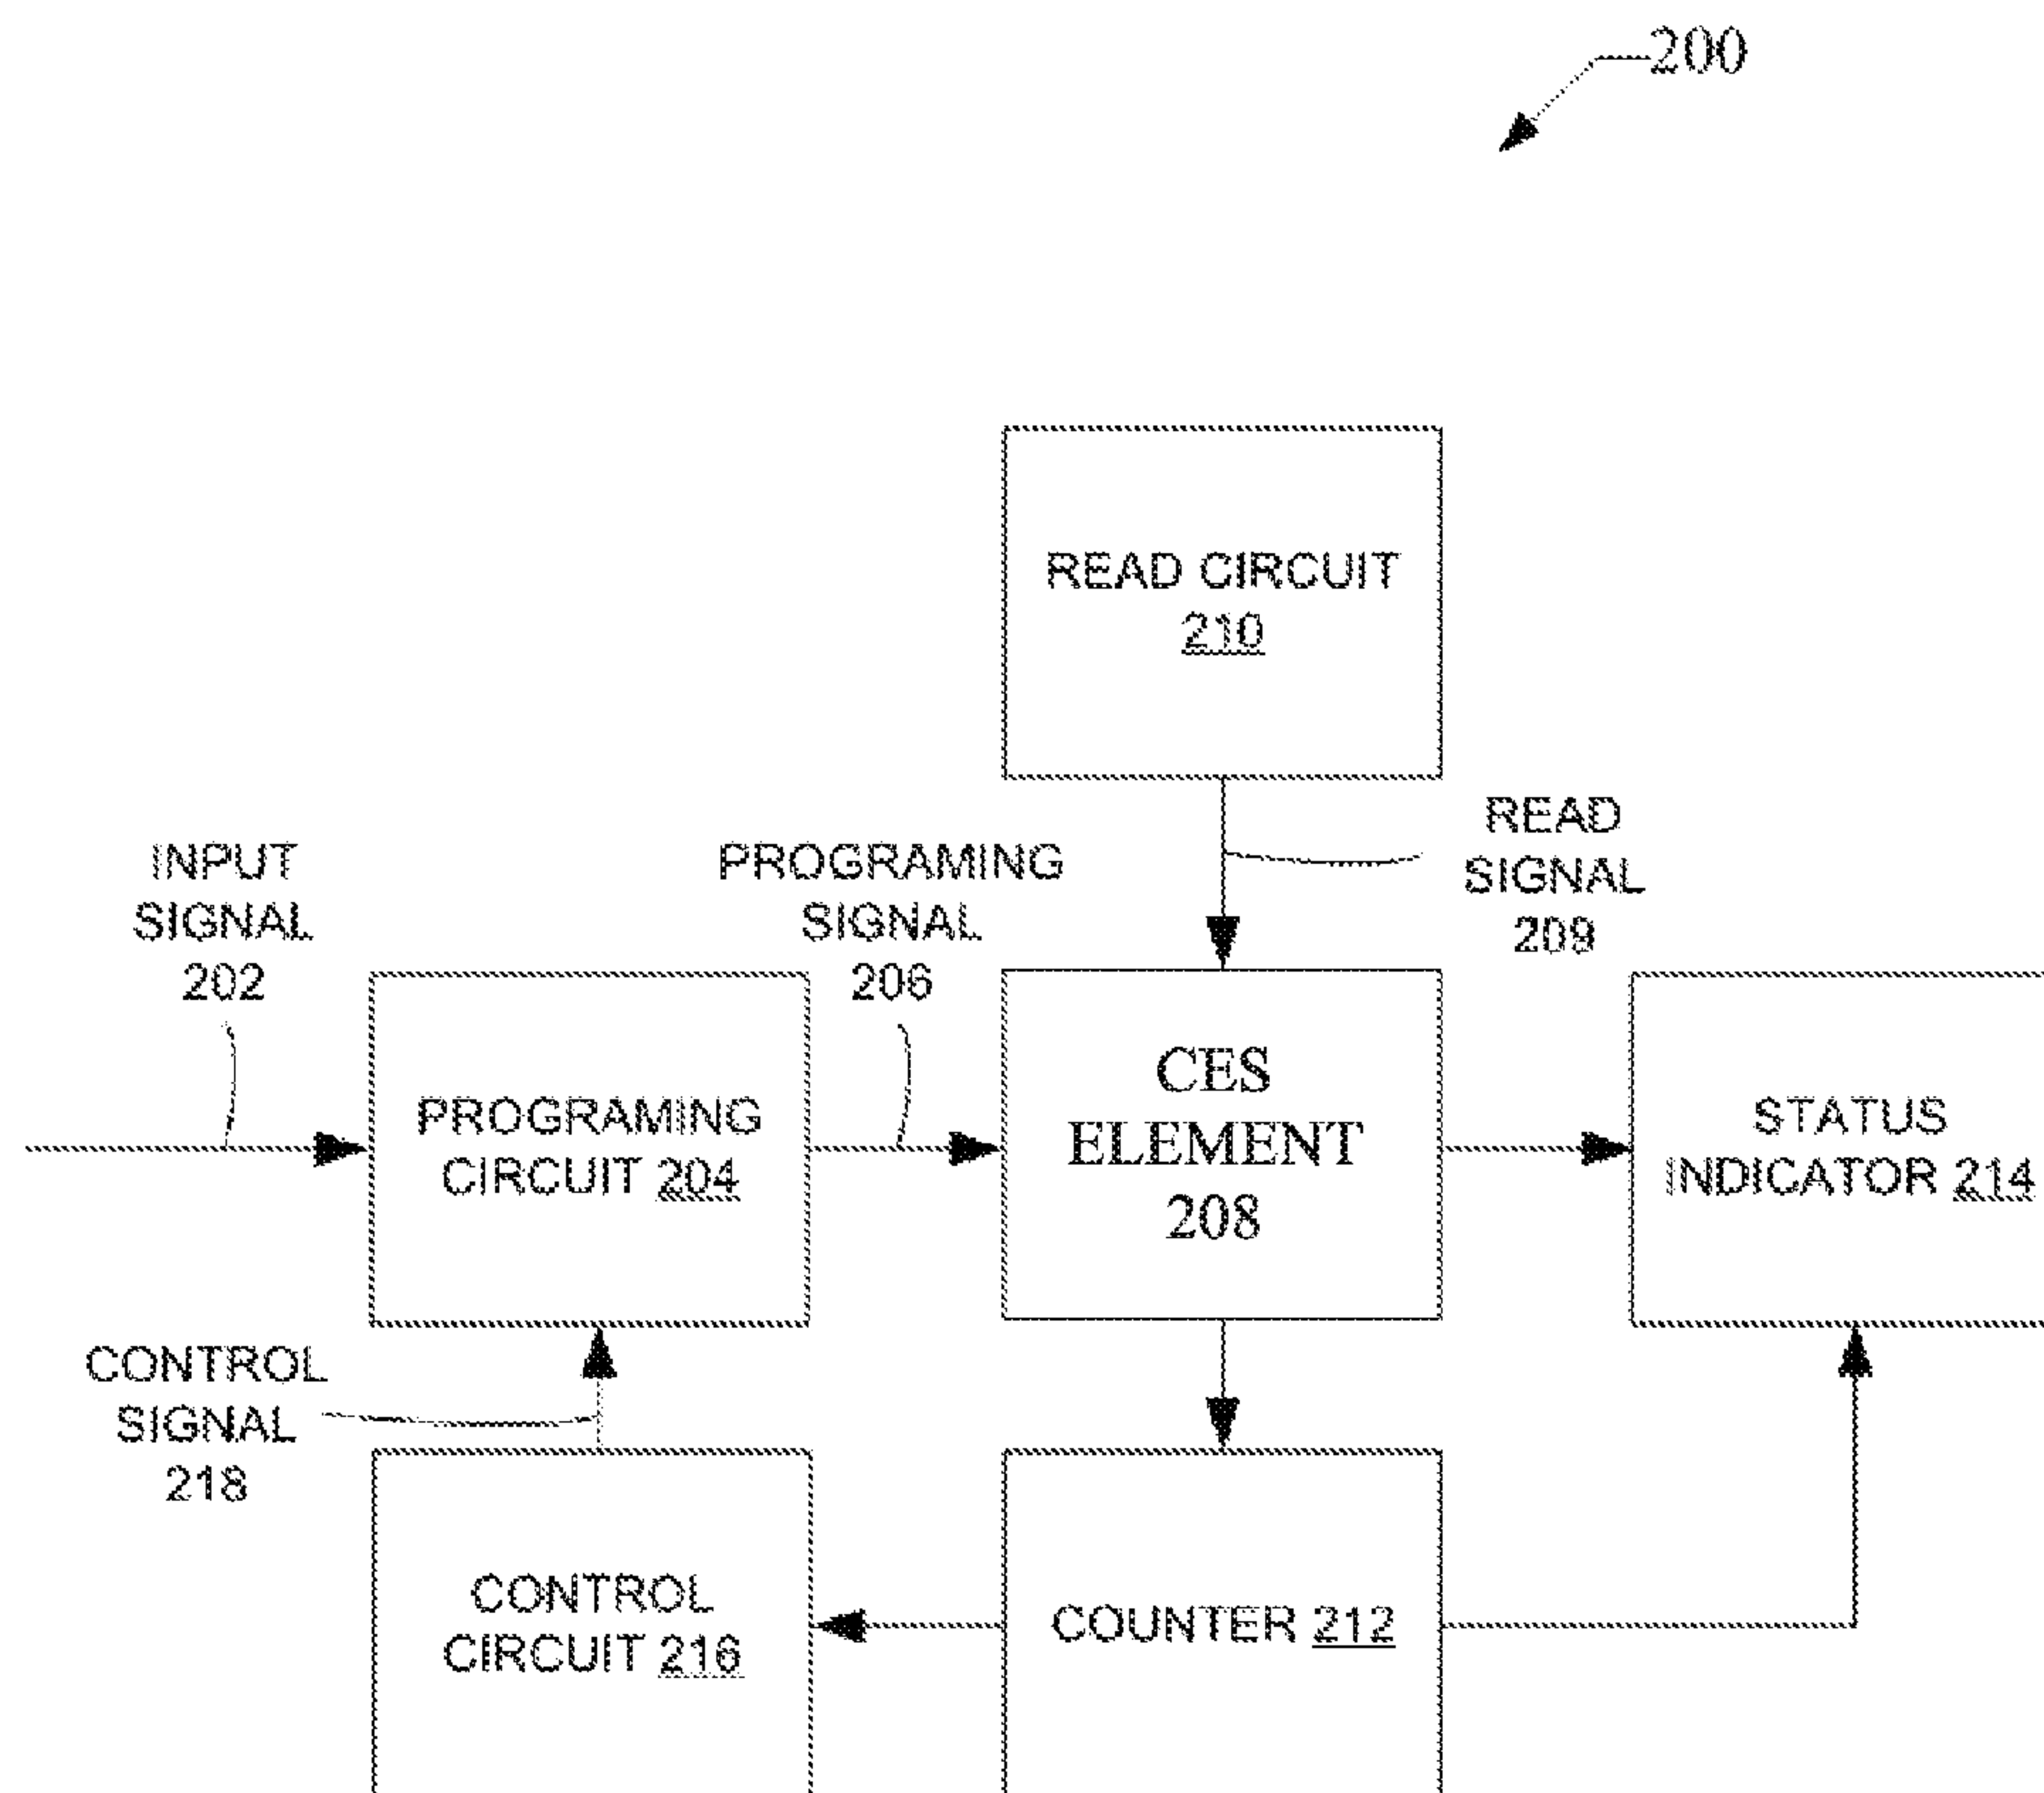 200
READ CIRCUIT
210
READ
SIGNAL
209
INPUT
SIGNAL
202
PROGRAMING
SIGNAL
206
PROGRAMING
CIRCUIT 204
CES
ELEMENT
208
STATUS
INDICATOR 214
CONTROL
SIGNAL
218
CONTROL
CIRCUIT 216
COUNTER 212